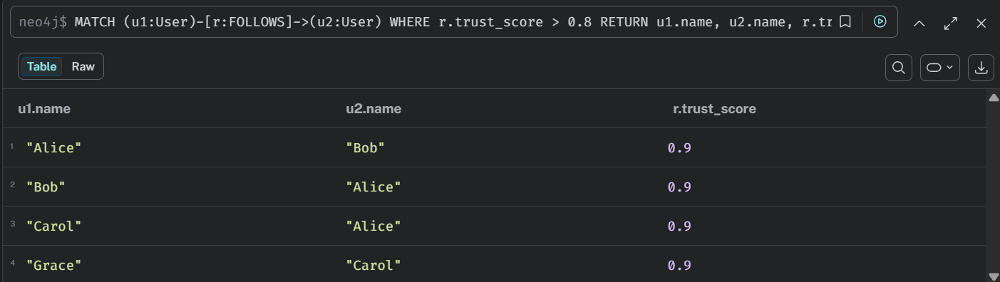 neo4j$ MATCH (u1:User)-[r:FOLLOWS]->(u2:User) WHERE r.trust_score > 0.8 RETURN u1.name, u2.name, r.tr
Table Raw
u1.name u2.name r.trust_score
1 "Alice" "Bob" 0.9
2 "Bob" "Alice" 0.9
3 "Carol" "Alice" 0.9
4 "Grace" "Carol" 0.9